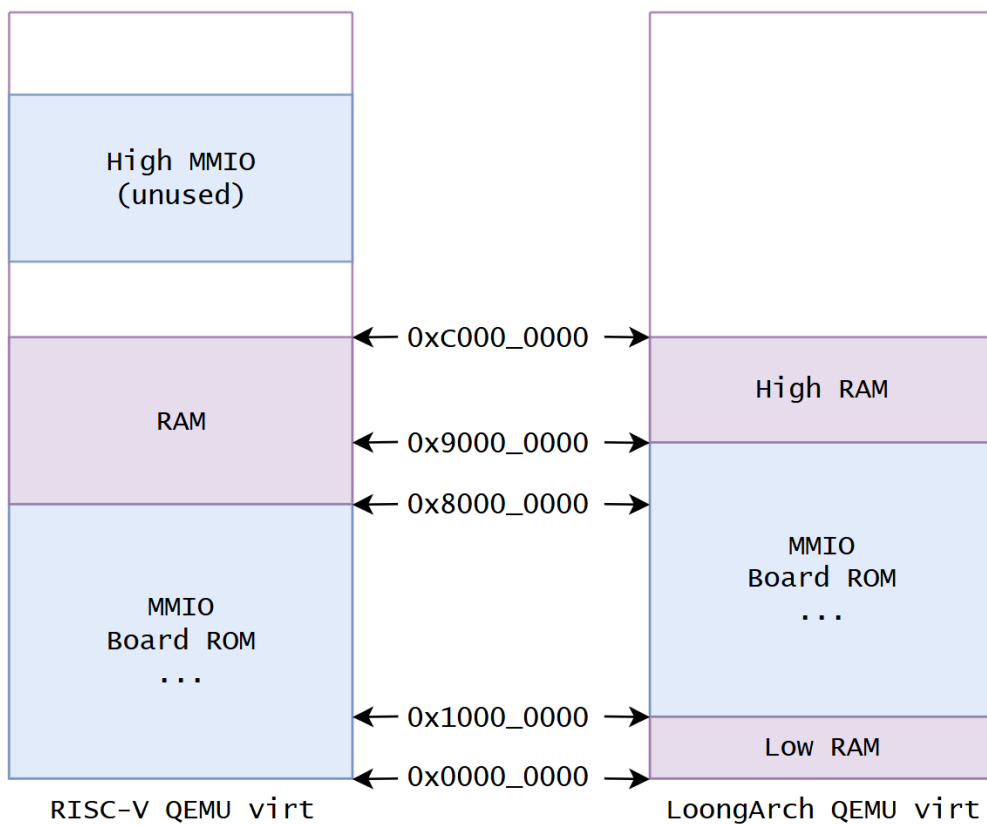 High MMIO
(unused)
RAM
MMIO
Board ROM
...
RISC-V QEMU virt
0xC000_0000
0x9000_0000
0x8000_0000
0x1000_0000
0x0000_0000
High RAM
MMIO
Board ROM
...
Low RAM
LoongArch QEMU virt